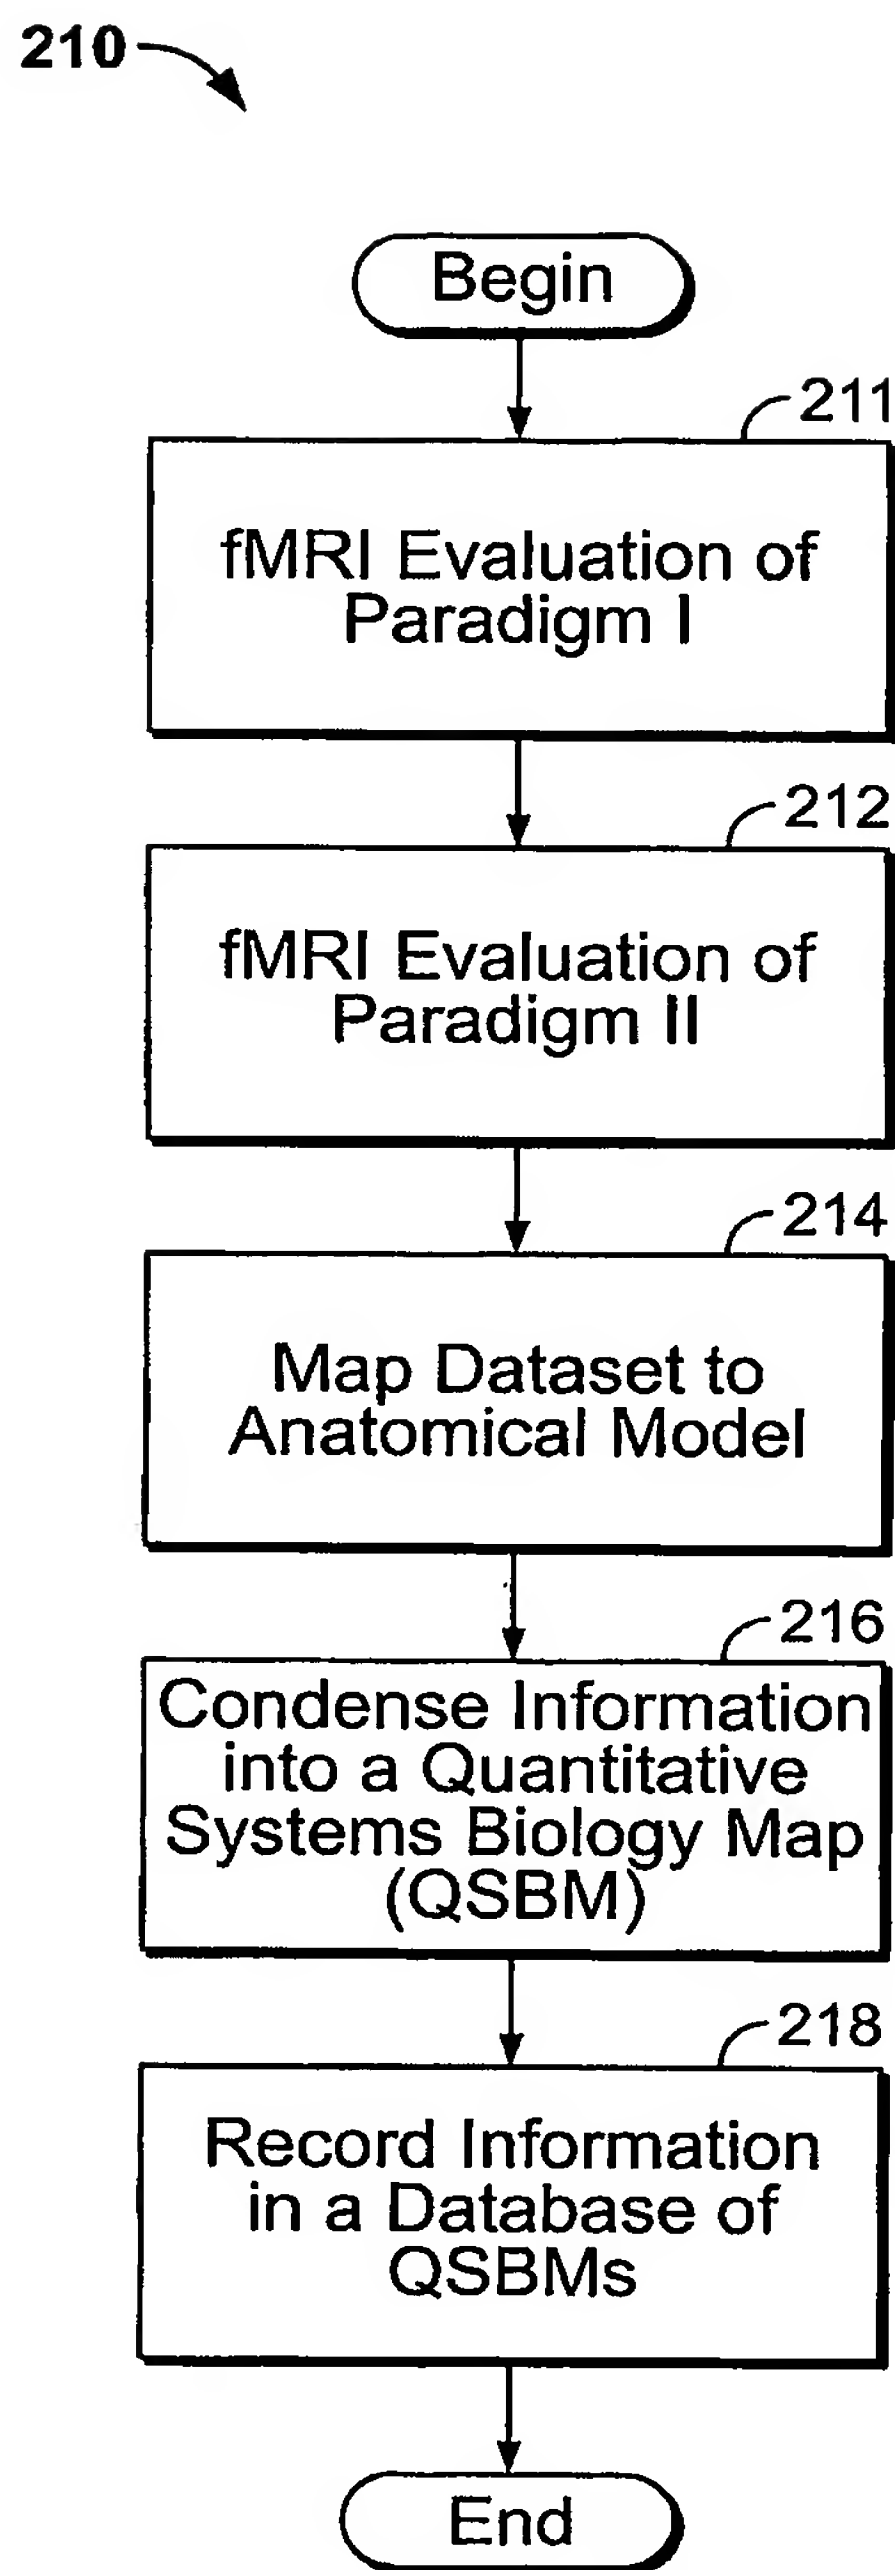 210
Begin
211
fMRI Evaluation of
Paradigm I
212
fMRI Evaluation of
Paradigm II
214
Map Dataset to
Anatomical Model
216
Condense Information
into a Quantitative
Systems Biology Map
(QSBM)
218
Record Information
in a Database of
QSBMs
End